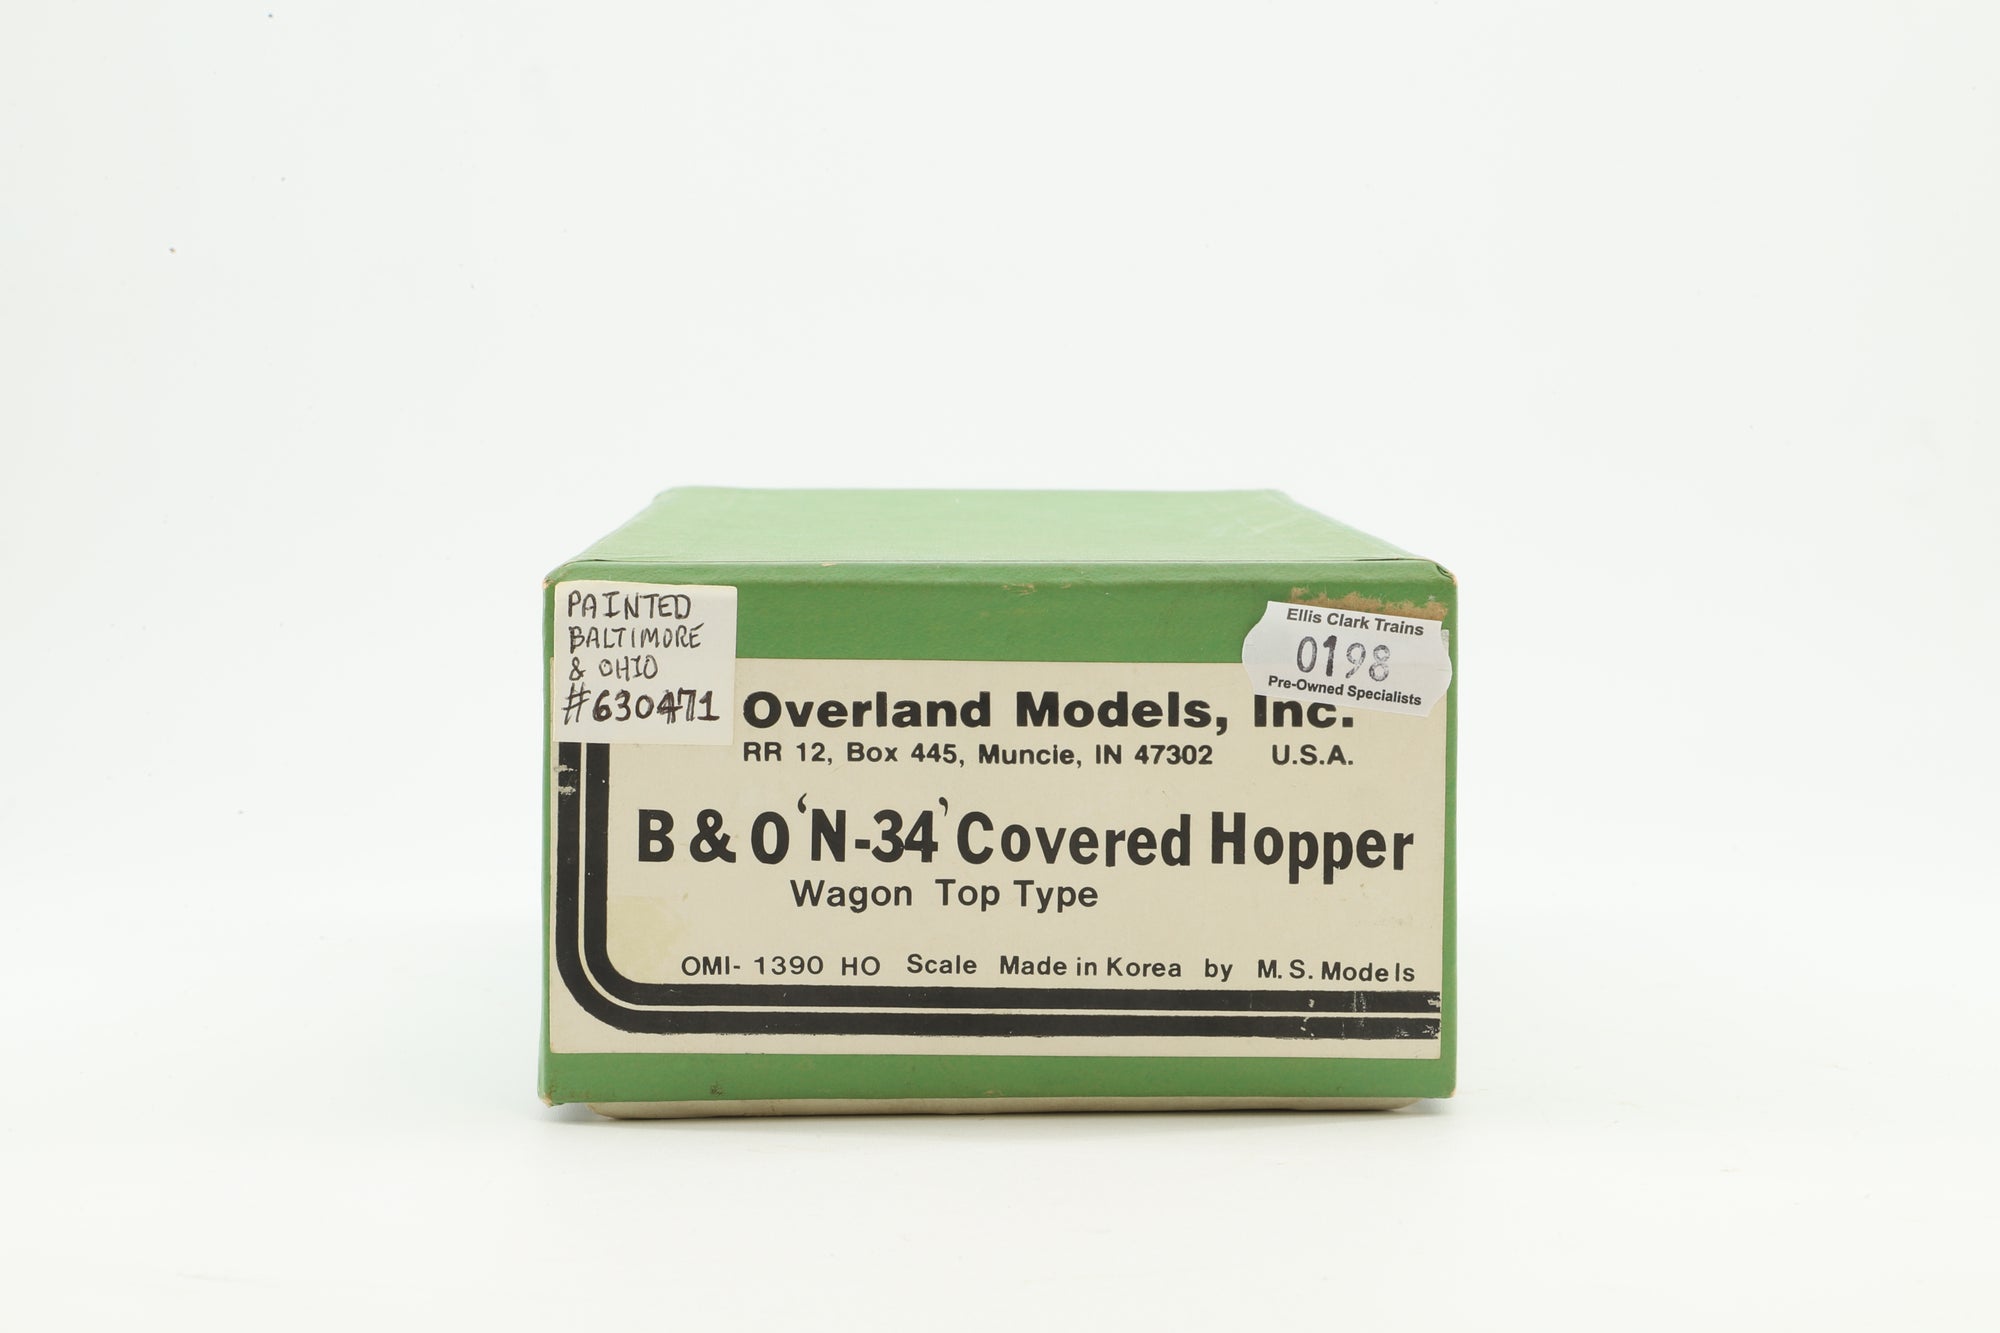 PAINTED
BALTIMORE
& OHIO
#630471
Ellis Clark Trains
0198
Pre-Owned Specialists
Overland Models, Inc.
RR 12, Box 445, Muncie, IN 47302 U.S.A.
B & O 'N-34' Covered Hopper
Wagon Top Type
OMI- 1390 HO Scale Made in Korea by M. S. Models